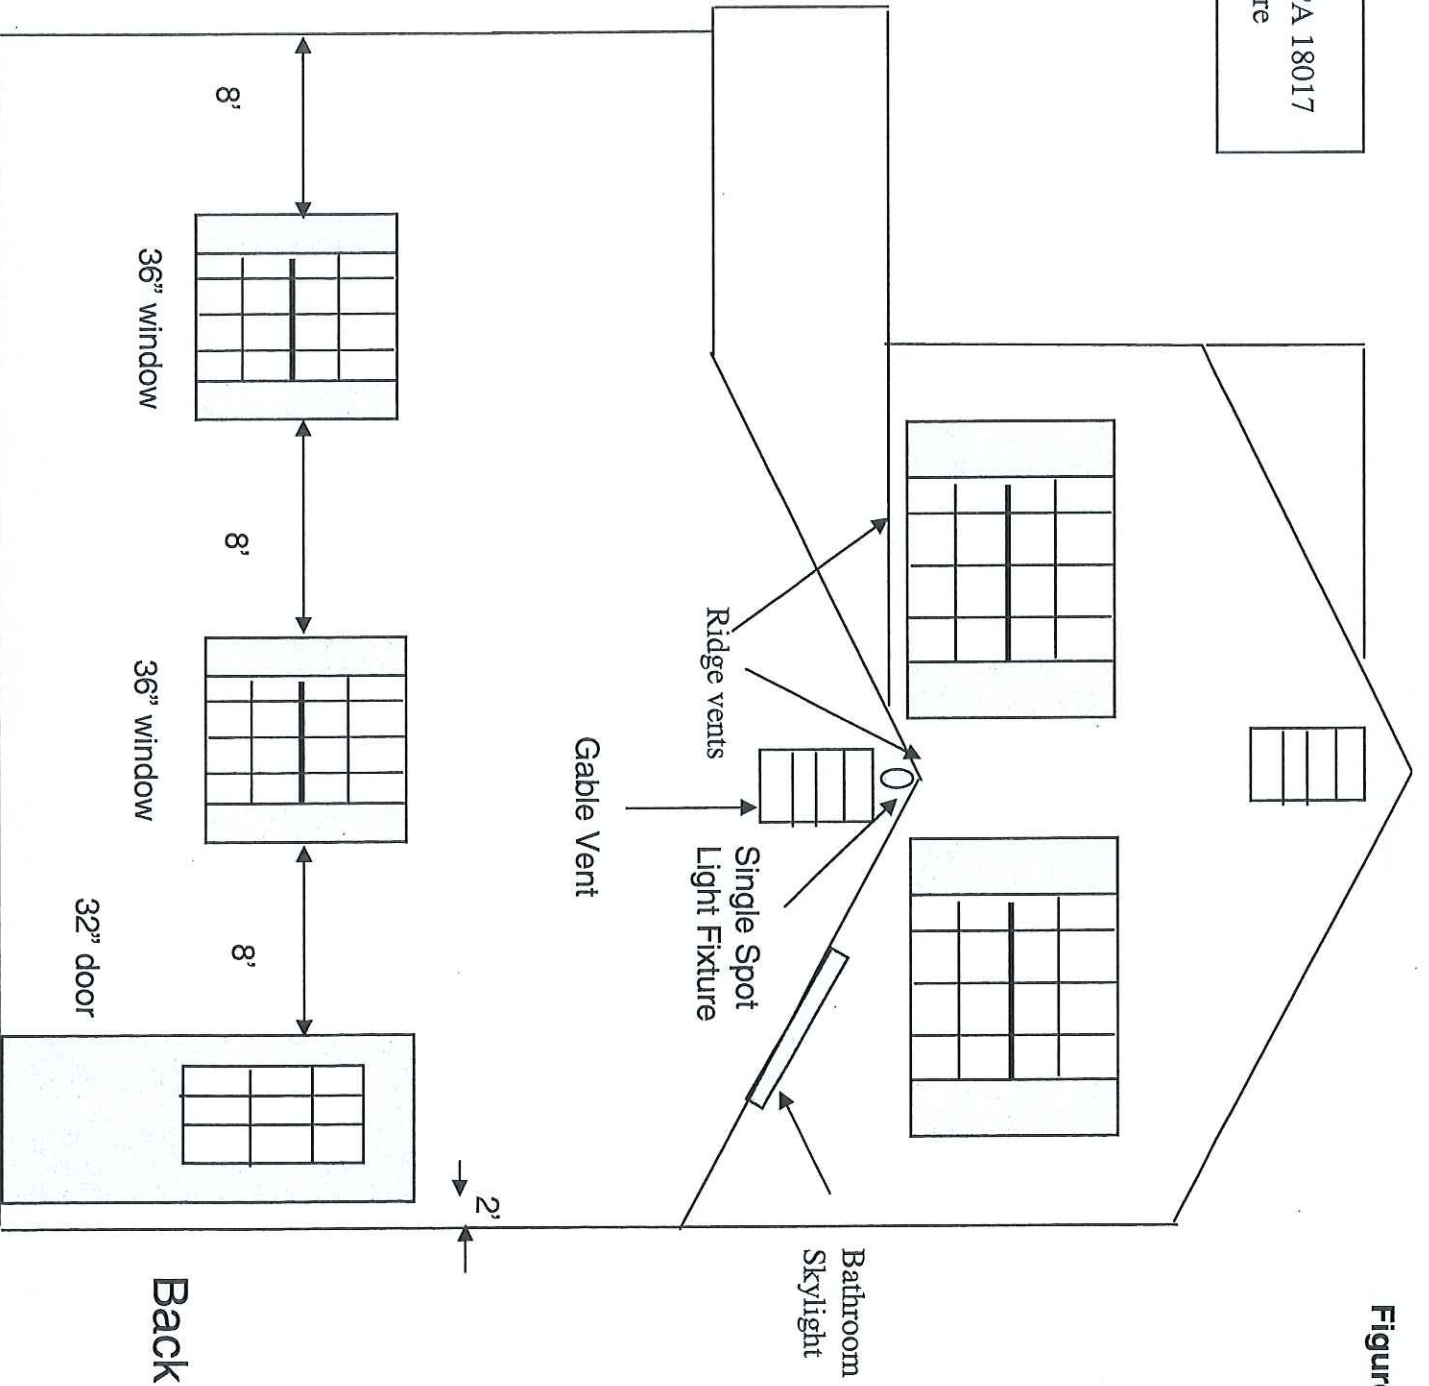 PA 18017
re
Figure
Ridge vents
Single Spot
Light Fixture
Bathroom
Skylight
Gable Vent
2’
8’
8’
8’
36” window
36” window
32” door
Back